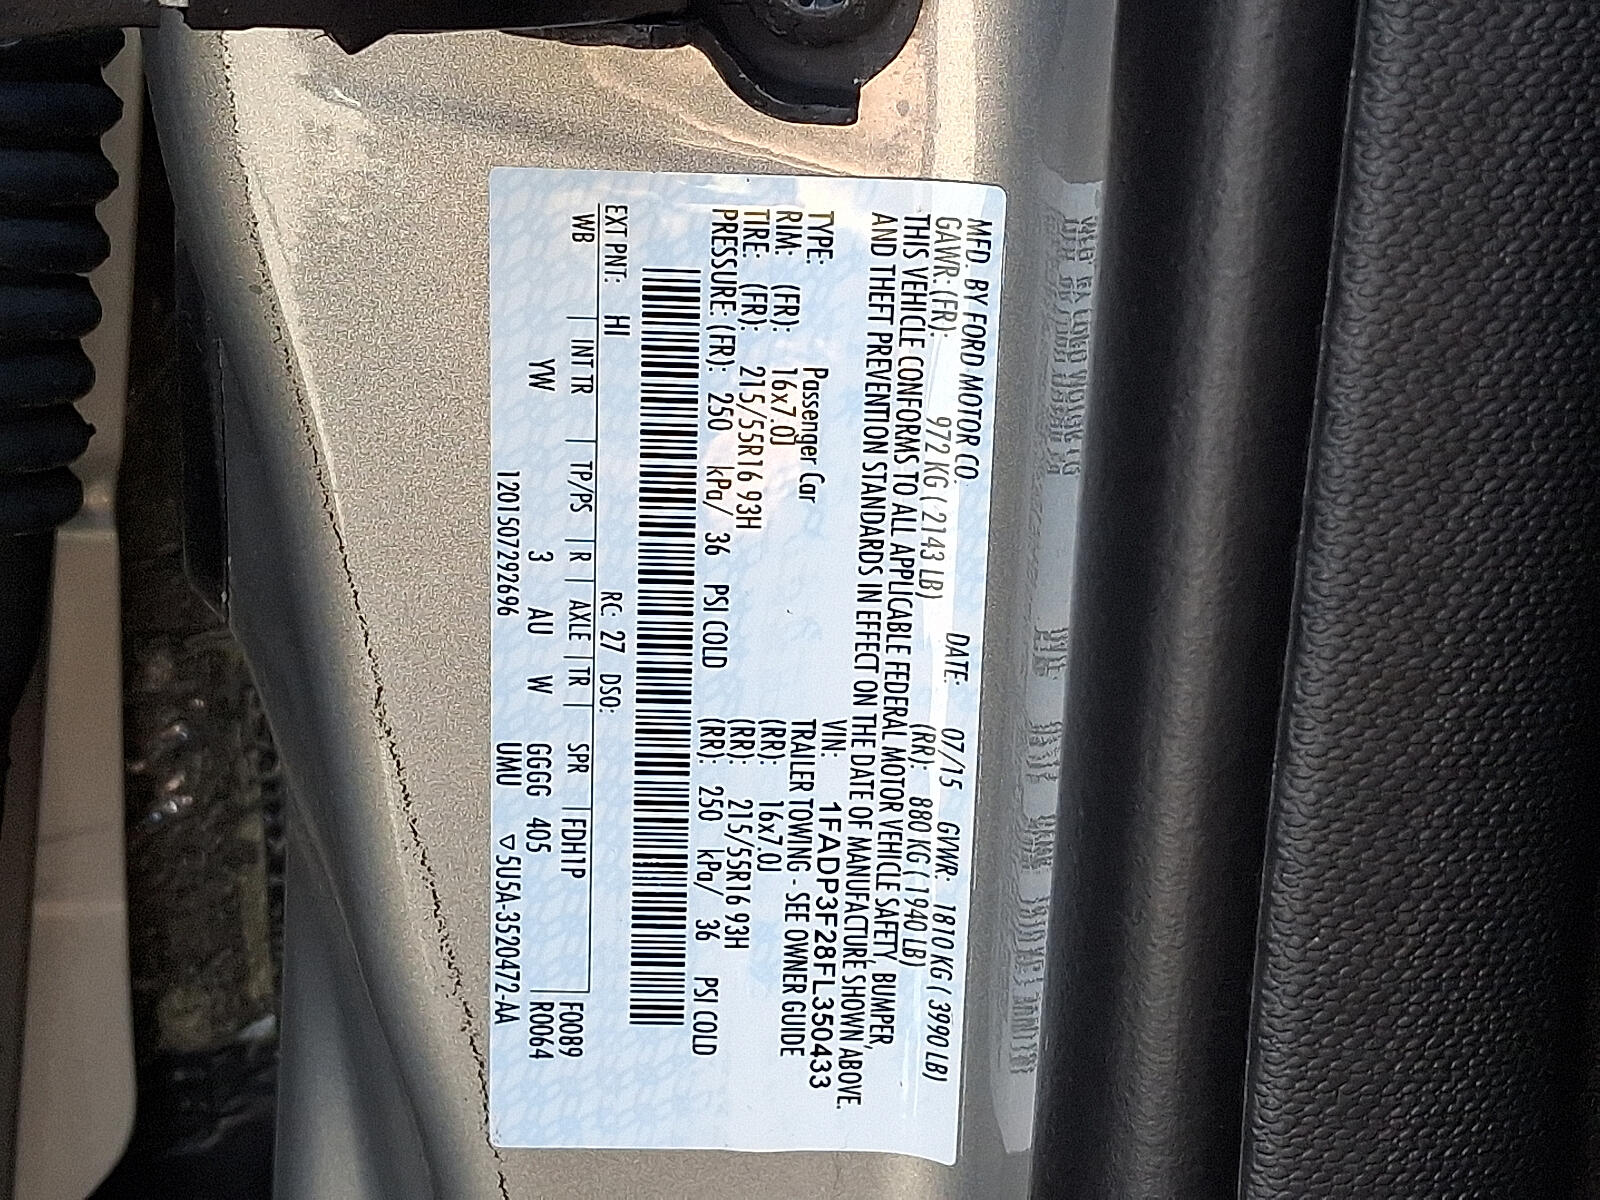 MFD. BY FORD MOTOR CO.
DATE: 07/15 GVWR: 1810 KG ( 3990 LB)
GAWR: (FR): 972 KG ( 2143 LB) (RR): 880 KG ( 1940 LB)
THIS VEHICLE CONFORMS TO ALL APPLICABLE FEDERAL MOTOR VEHICLE SAFETY, BUMPER,
AND THEFT PREVENTION STANDARDS IN EFFECT ON THE DATE OF MANUFACTURE SHOWN ABOVE.
VIN: 1FADP3F28FL350433
TYPE: Passenger Car TRAILER TOWING - SEE OWNER GUIDE
RIM: (FR): 16x7.0J (RR): 16x7.0J
TIRE: (FR): 215/55R16 93H (RR): 215/55R16 93H
PRESSURE: (FR): 250 kPa/ 36 PSI COLD (RR): 250 kPa/ 36 PSI COLD
EXT PNT: HI RC: 27 DSO: F0089
WB | INT TR | TP/PS | R | AXLE | TR | SPR | FDH1P R0064
YW 3 AU W GGGG 405
1201507292696 UMU ▽5U5A-3520472-AA